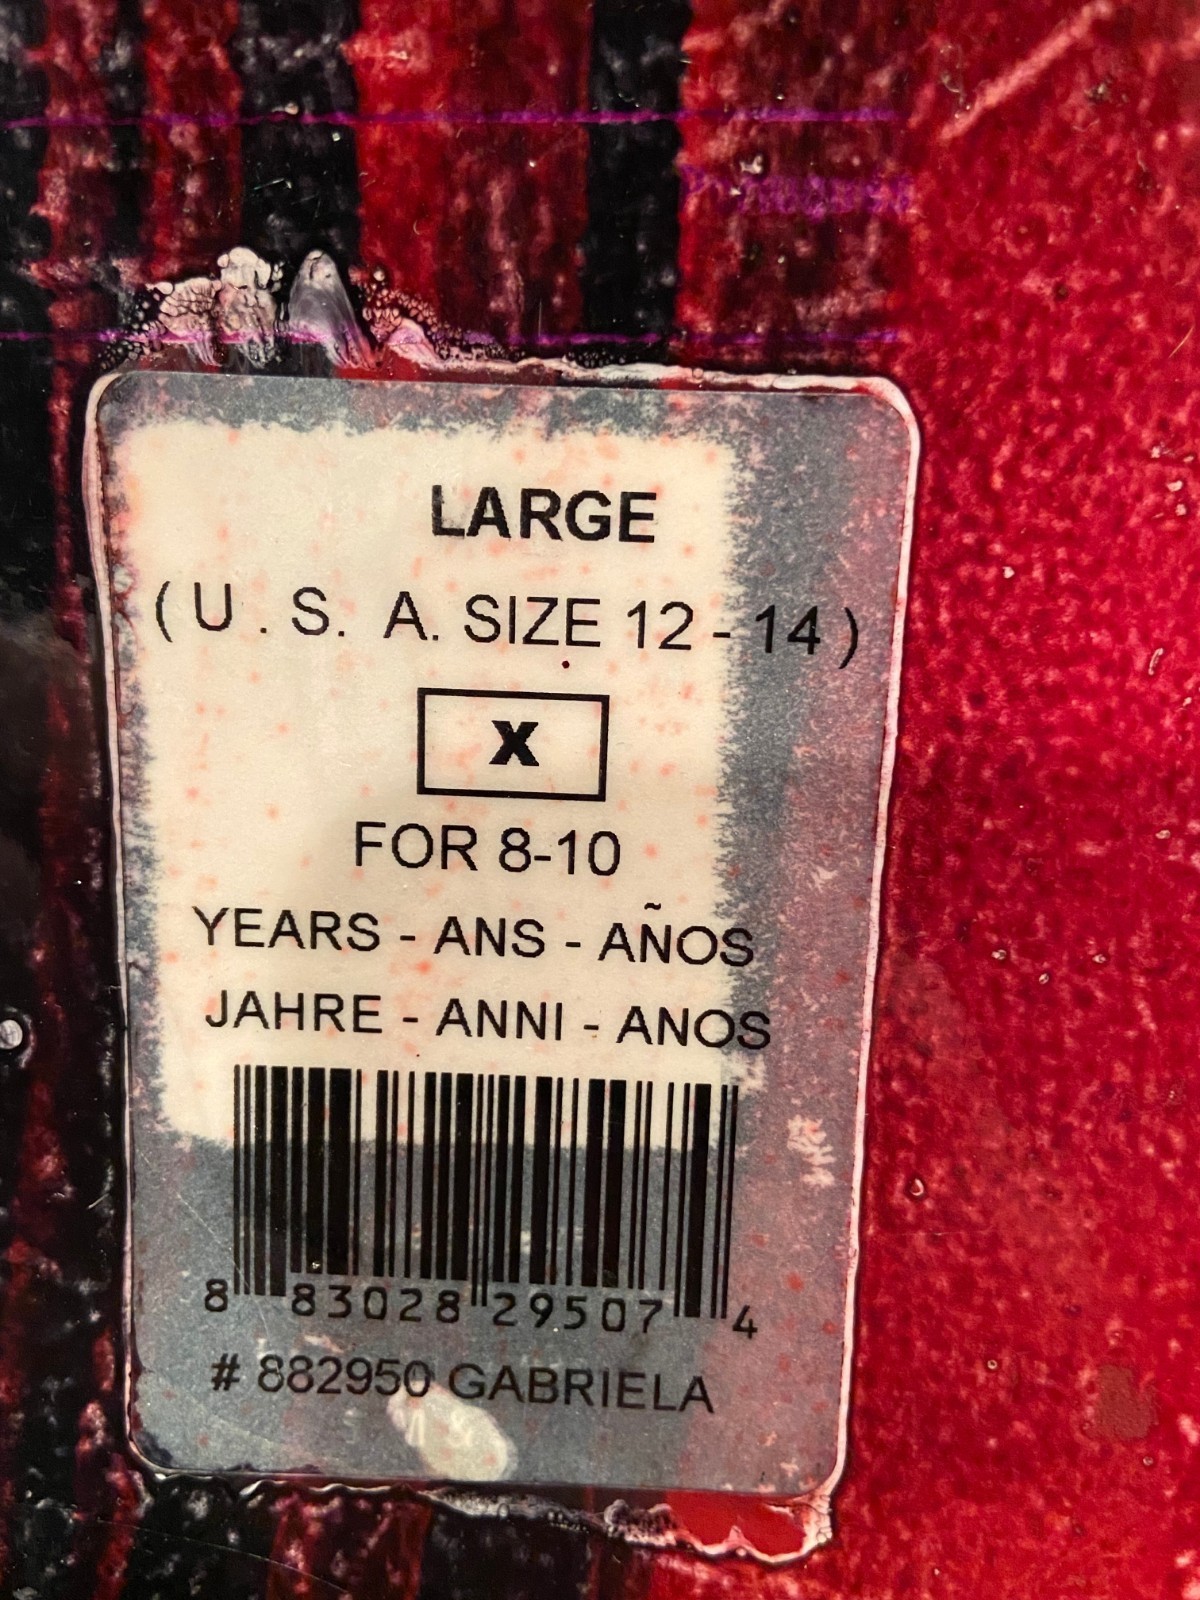 LARGE
( U . S. A. SIZE 12 - 14 )
X
FOR 8-10
YEARS - ANS - AÑOS
JAHRE - ANNI - ANOS
8 83028 29507 4
# 882950 GABRIELA